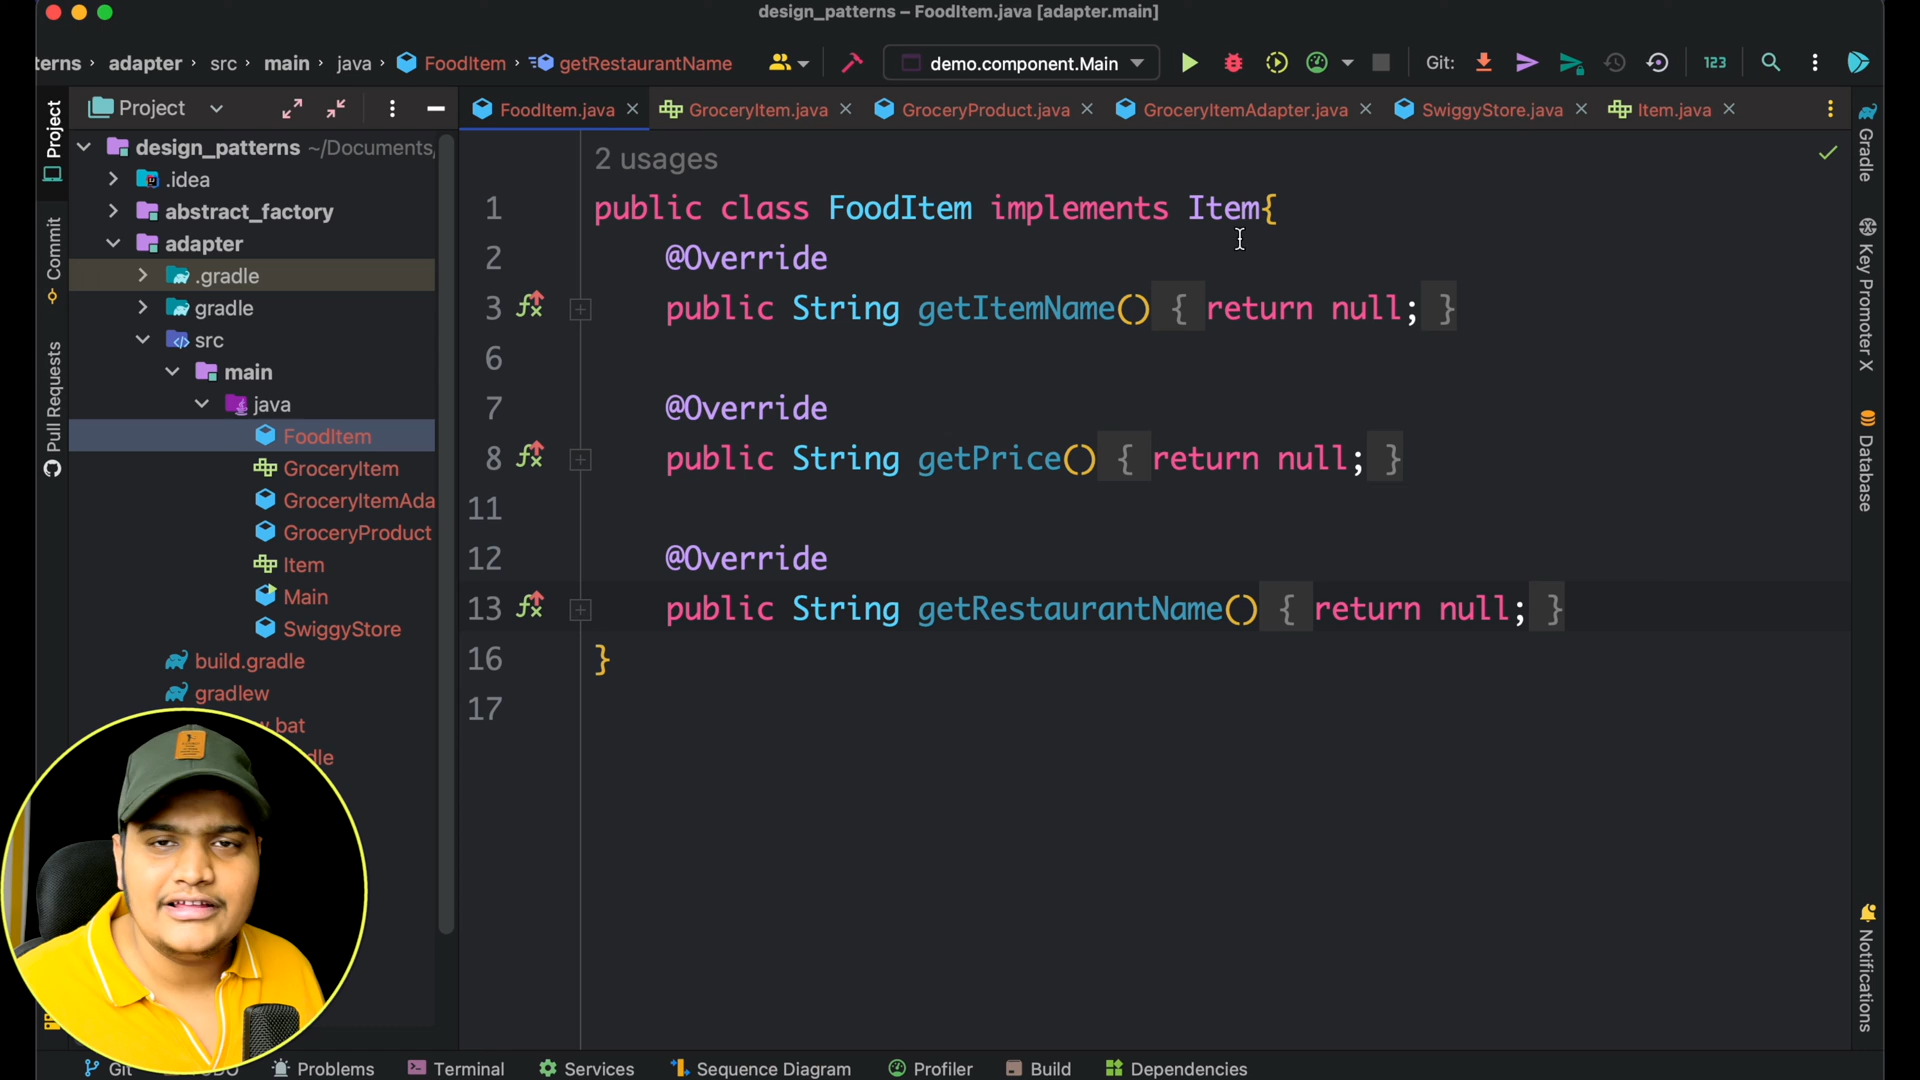 design_patterns – FoodItem.java [adapter.main]
terns › adapter › src › main › java › FoodItem › getRestaurantName
demo.component.Main
Git:
123
Project
FoodItem.java
GroceryItem.java
GroceryProduct.java
GroceryItemAdapter.java
SwiggyStore.java
Item.java
Project
Commit
Pull Requests
design_patterns ~/Documents/
.idea
abstract_factory
adapter
.gradle
gradle
src
main
java
FoodItem
GroceryItem
GroceryItemAda
GroceryProduct
Item
Main
SwiggyStore
build.gradle
gradlew
.bat
dle
2 usages
1 public class FoodItem implements Item{
2 @Override
3 public String getItemName() { return null; }
6
7 @Override
8 public String getPrice() { return null; }
11
12 @Override
13 public String getRestaurantName() { return null; }
16 }
17
Gradle
Key Promoter X
Database
Notifications
Git
Problems
Terminal
Services
Sequence Diagram
Profiler
Build
Dependencies